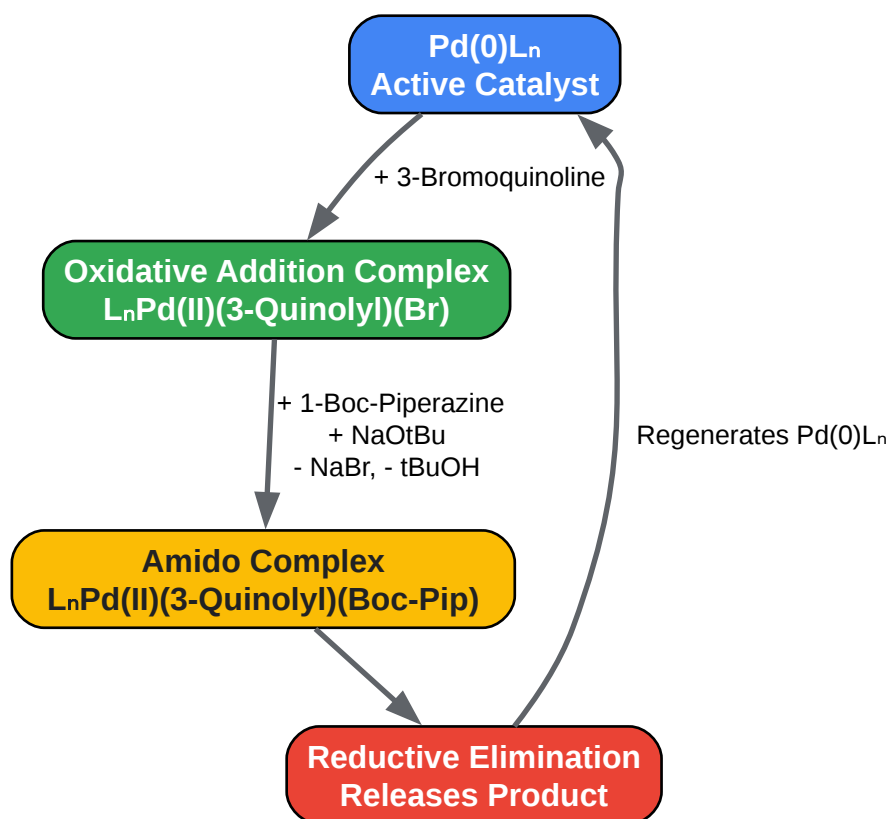 Pd(0)Lₙ
Active Catalyst
+ 3-Bromoquinoline
Oxidative Addition Complex
LₙPd(II)(3-Quinolyl)(Br)
+ 1-Boc-Piperazine
+ NaOtBu
- NaBr, - tBuOH
Regenerates Pd(0)Lₙ
Amido Complex
LₙPd(II)(3-Quinolyl)(Boc-Pip)
Reductive Elimination
Releases Product